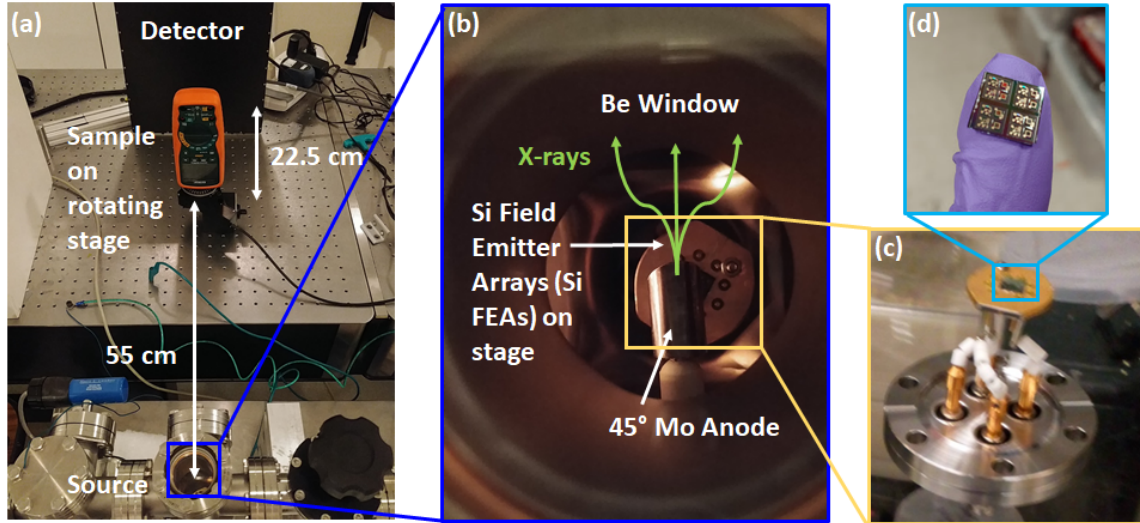 (a)
Detector
Sample
on
rotating
stage
22.5 cm
55 cm
Source
(b)
Be Window
X-rays
Si Field
Emitter
Arrays (Si
FEAs) on
stage
45° Mo Anode
(d)
(c)